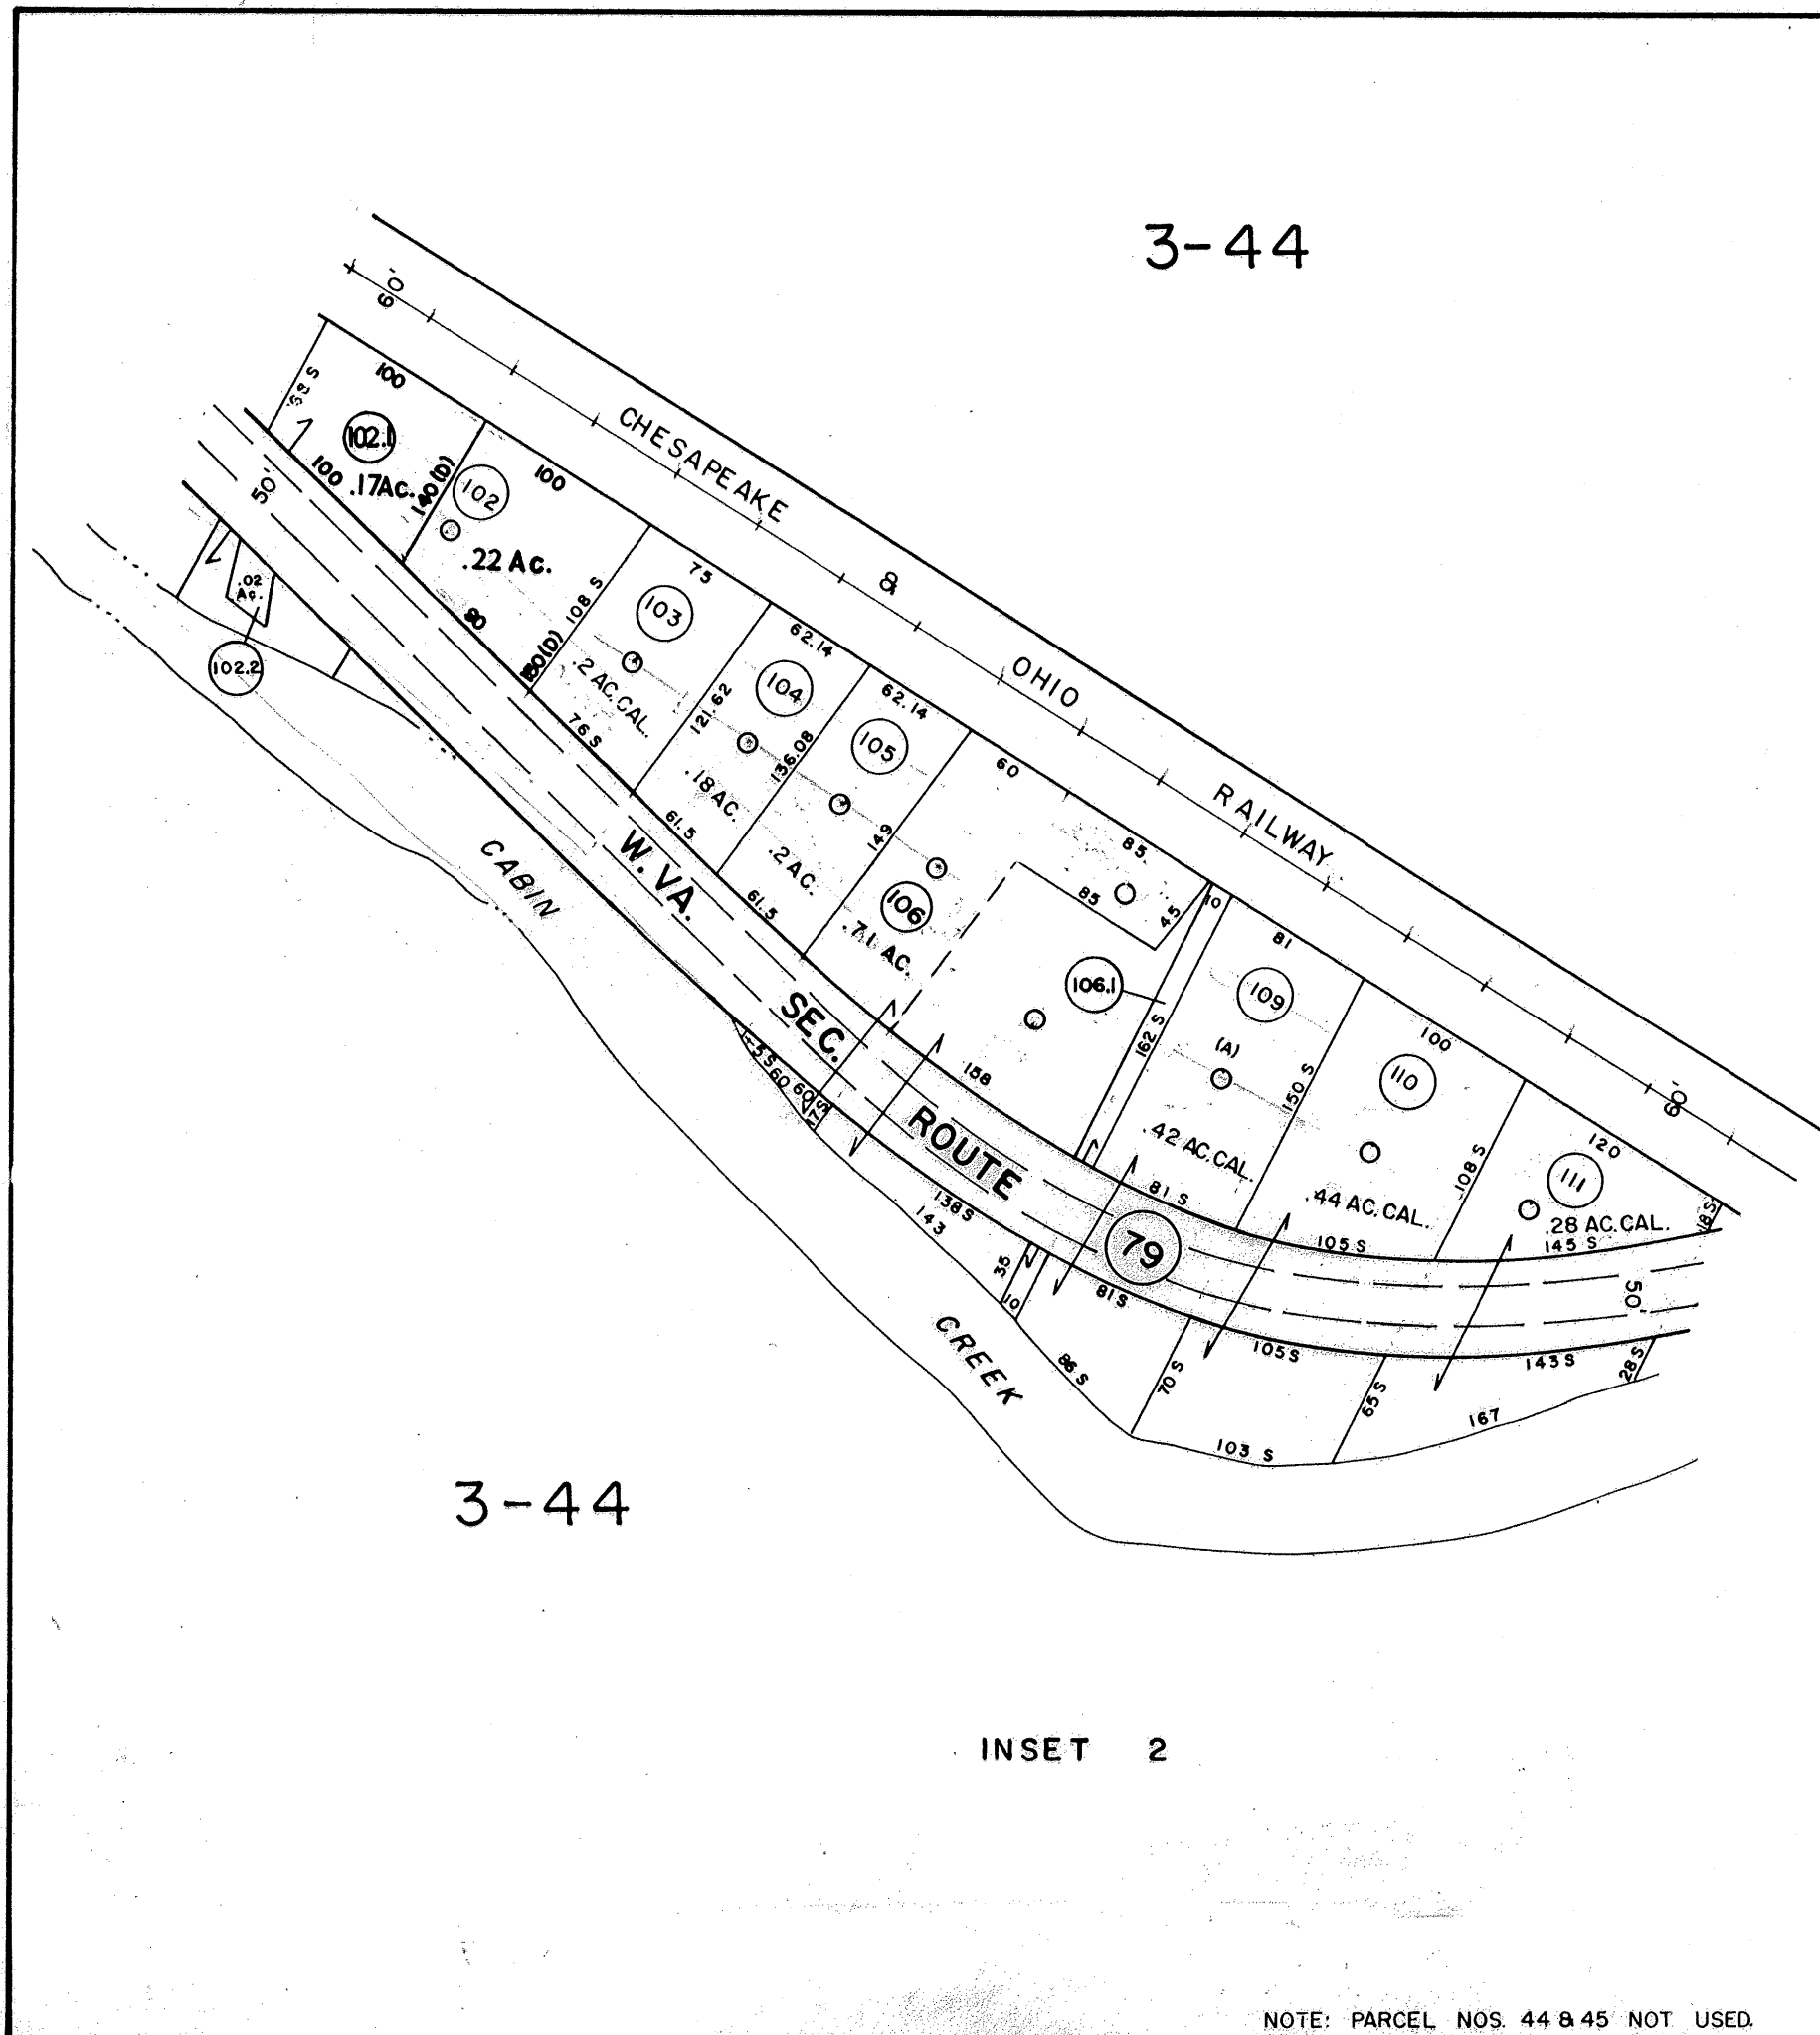 3-44
60'
CHESAPEAKE & OHIO RAILWAY
60'
100
102.1
100
.17AC.
140(D)
102
100
.22 Ac.
90
108 S
103
75
.2 AC.CAL.
76 S
121.62
104
62.14
.18 AC.
61.5
136.08
105
62.14
.2 AC.
61.5
149
106
60
.71 AC.
85
85
45
10
158
106.1
162 S
109
81
(A)
.42 AC.CAL.
81 S
150 S
110
100
.44 AC.CAL.
105 S
108 S
111
120
.28 AC.CAL.
145 S
18 S
50'
.02
Ac.
102.2
W. VA. SEC. ROUTE 79
50'
60
60
138 S
143
35
10
81 S
86 S
70 S
105 S
103 S
65 S
143 S
167
28 S
CABIN CREEK
3-44
INSET 2
NOTE: PARCEL NOS. 44 & 45 NOT USED.